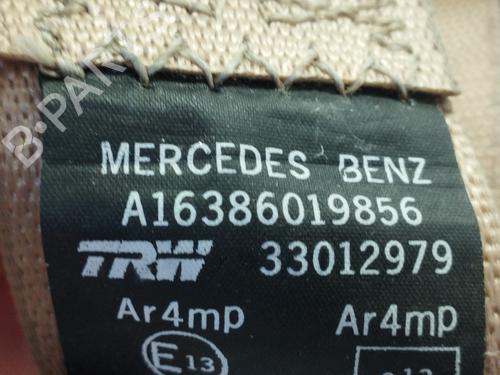 MERCEDES BENZ
A16386019856
TRW 33012979
Ar4mp Ar4mp
E13
B-PARTS